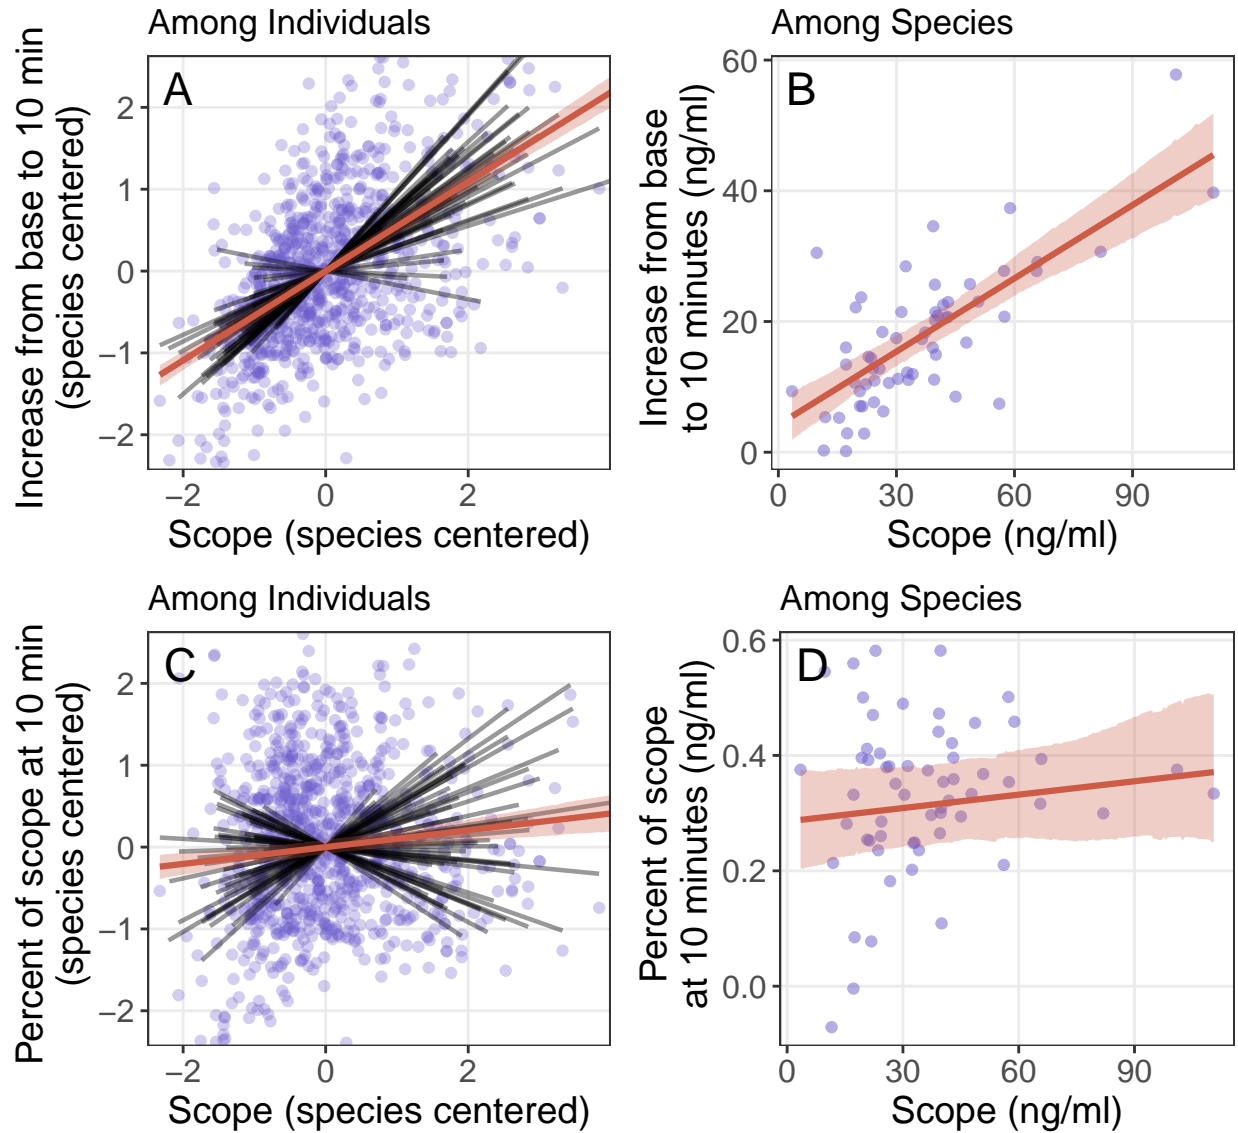 Among Individuals
Increase from base to 10 min
(species centered)
A
2
1
0
−1
−2
−2
0
2
Scope (species centered)
Among Species
Increase from base
to 10 minutes (ng/ml)
B
60
40
20
0
0
30
60
90
Scope (ng/ml)
Among Individuals
Percent of scope at 10 min
(species centered)
C
2
1
0
−1
−2
−2
0
2
Scope (species centered)
Among Species
Percent of scope
at 10 minutes (ng/ml)
D
0.6
0.4
0.2
0.0
0
30
60
90
Scope (ng/ml)